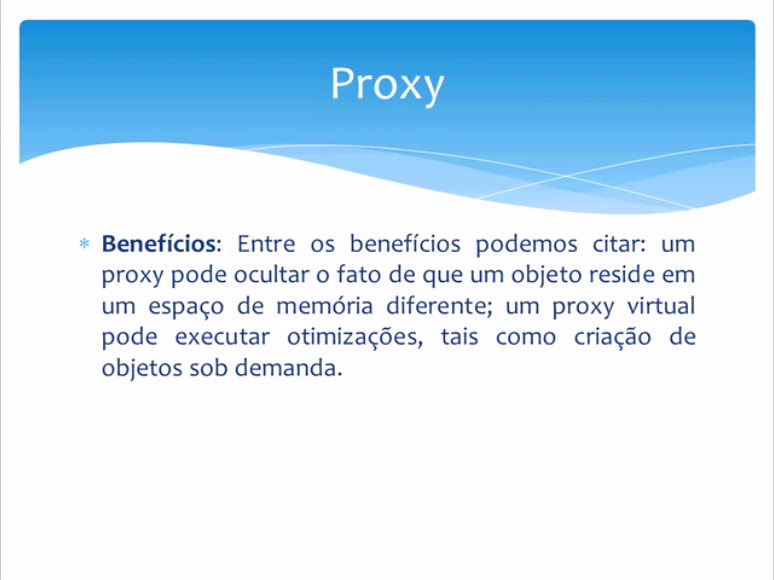 Proxy
* Benefícios: Entre os benefícios podemos citar: um
proxy pode ocultar o fato de que um objeto reside em
um espaço de memória diferente; um proxy virtual
pode executar otimizações, tais como criação de
objetos sob demanda.